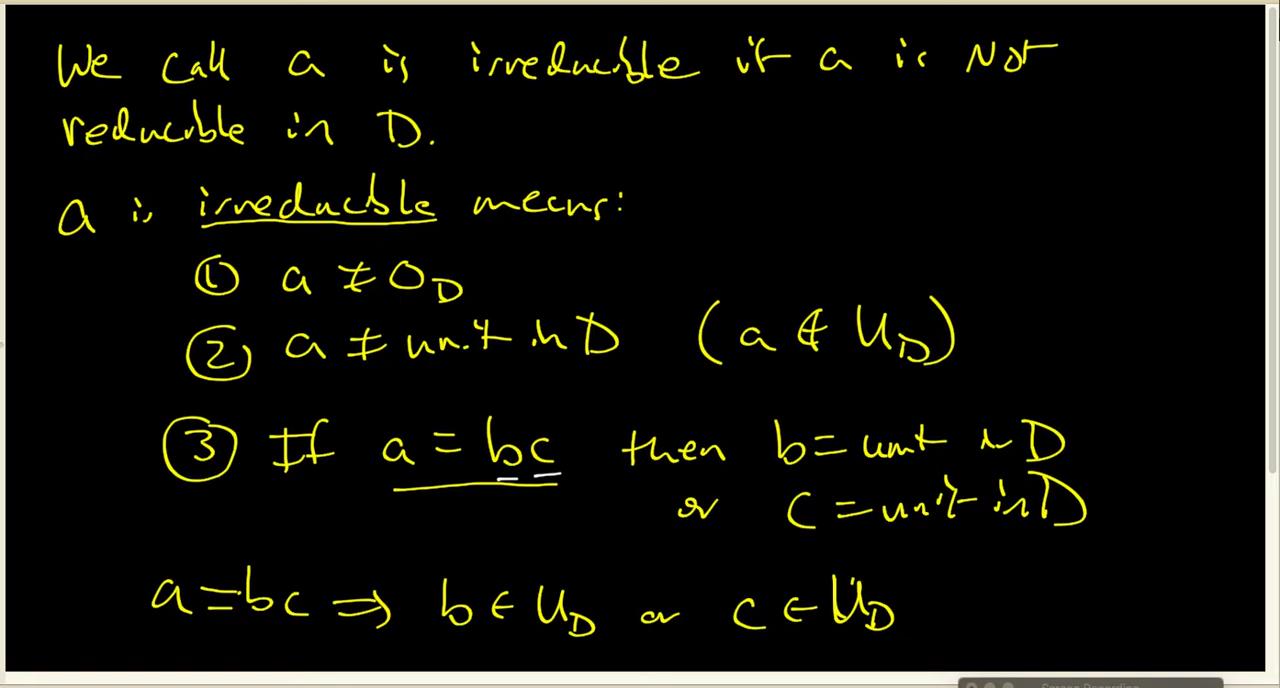 We call a is irreducible if a is NOT
reducible in D.
a is irreducible means:
① a ≠ 0_D
② a ≠ unit in D (a ∉ U_D)
③ If a = bc then b = unit in D
or c = unit in D
a = bc ⇒ b ∈ U_D or c ∈ U_D